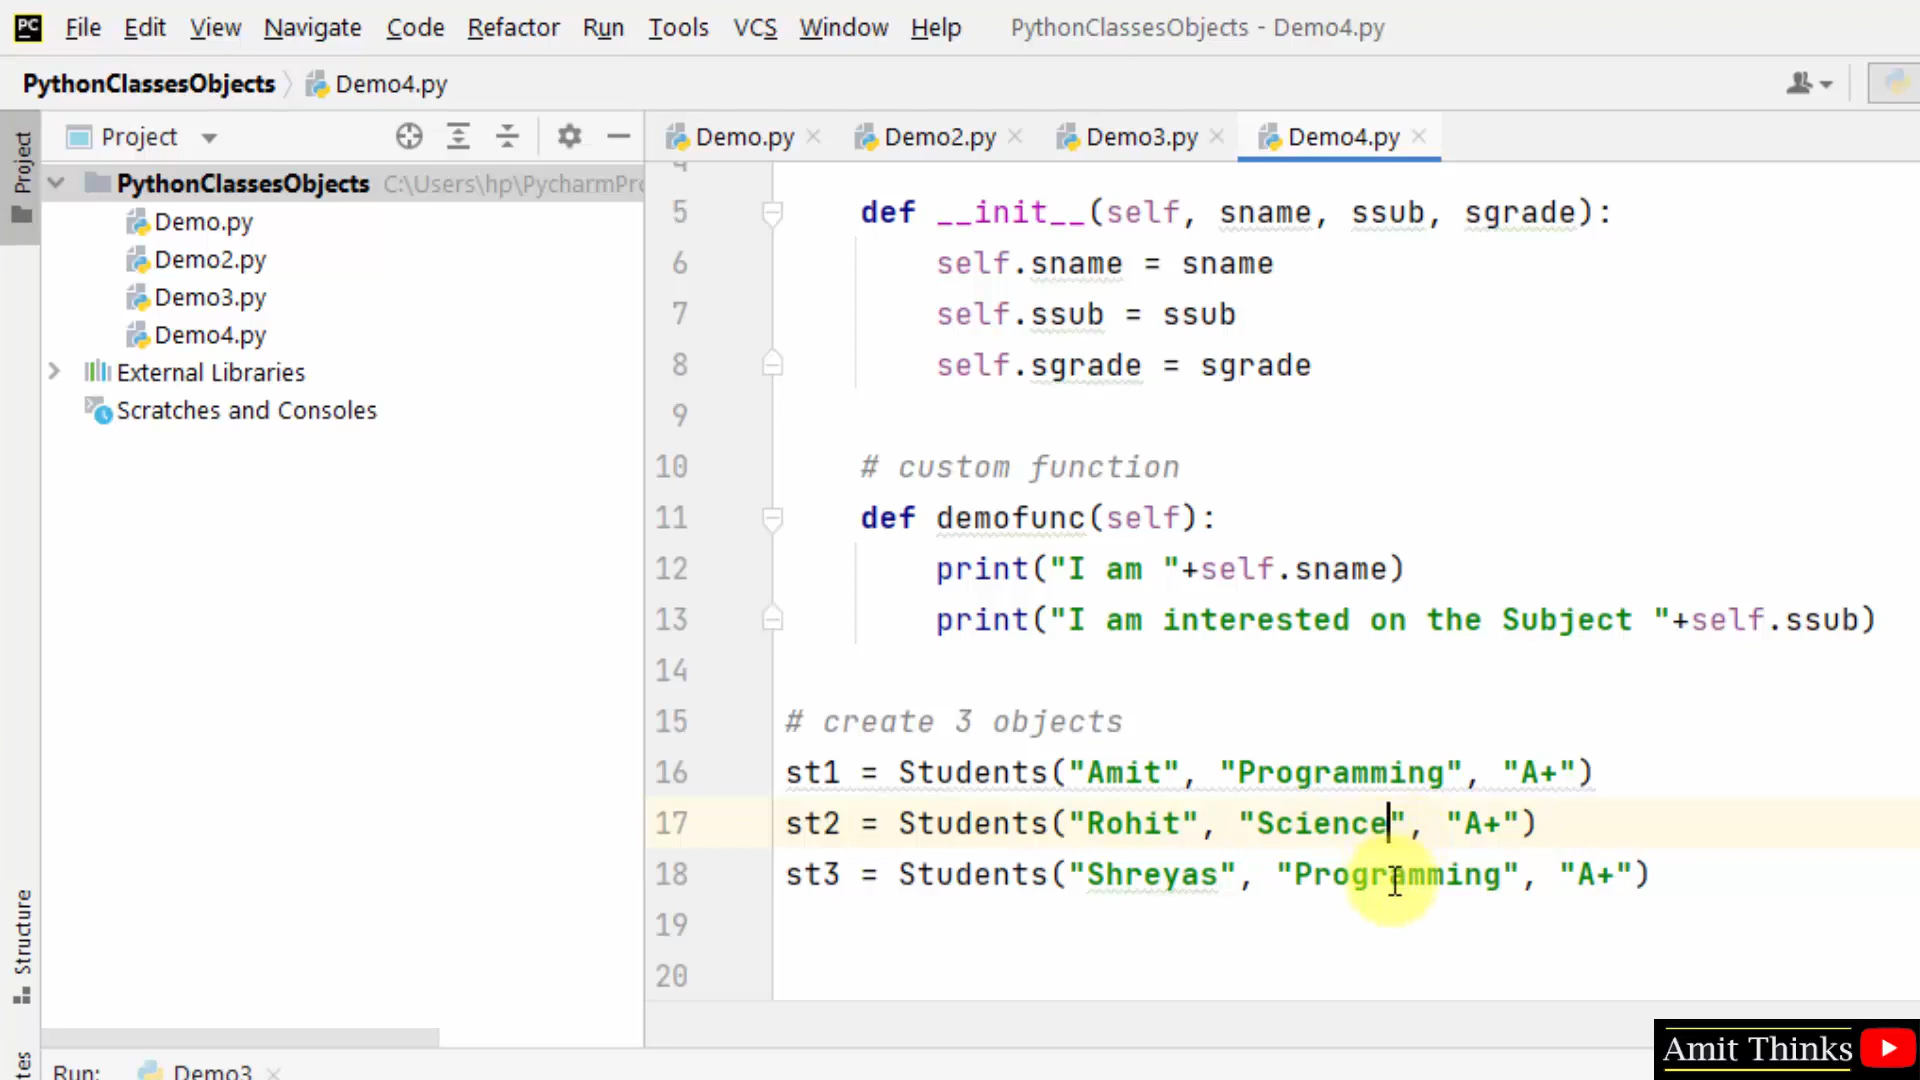 PC File Edit View Navigate Code Refactor Run Tools VCS Window Help PythonClassesObjects - Demo4.py
PythonClassesObjects Demo4.py
Project
Project
Demo.py Demo2.py Demo3.py Demo4.py
PythonClassesObjects C:\Users\hp\PycharmPr
Demo.py
Demo2.py
Demo3.py
Demo4.py
External Libraries
Scratches and Consoles
4
5 def __init__(self, sname, ssub, sgrade):
6 self.sname = sname
7 self.ssub = ssub
8 self.sgrade = sgrade
9
10 # custom function
11 def demofunc(self):
12 print("I am "+self.sname)
13 print("I am interested on the Subject "+self.ssub)
14
15 # create 3 objects
16 st1 = Students("Amit", "Programming", "A+")
17 st2 = Students("Rohit", "Science", "A+")
18 st3 = Students("Shreyas", "Programming", "A+")
19
20
Structure
Run: Demo3
Amit Thinks